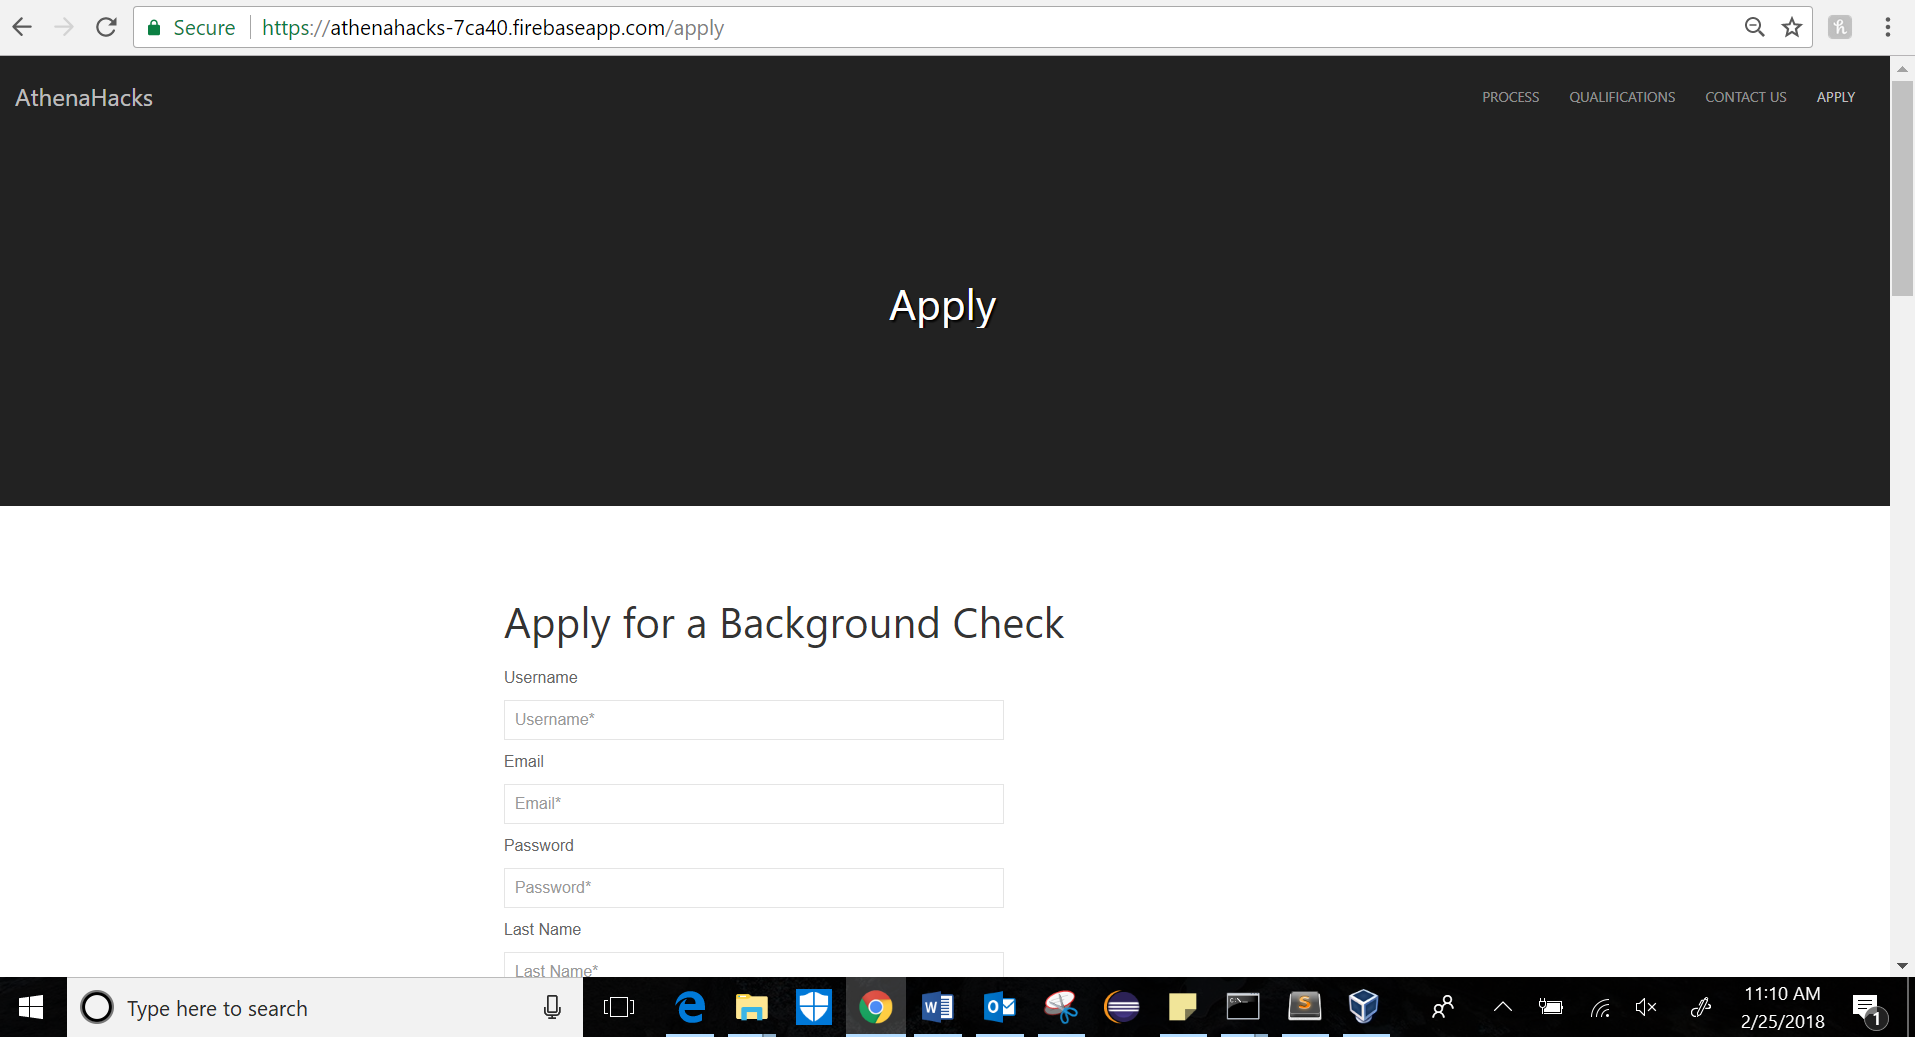 Secure https://athenahacks-7ca40.firebaseapp.com/apply
AthenaHacks
PROCESS QUALIFICATIONS CONTACT US APPLY
Apply
Apply for a Background Check
Username
Username*
Email
Email*
Password
Password*
Last Name
Last Name*
Type here to search
11:10 AM
2/25/2018
1